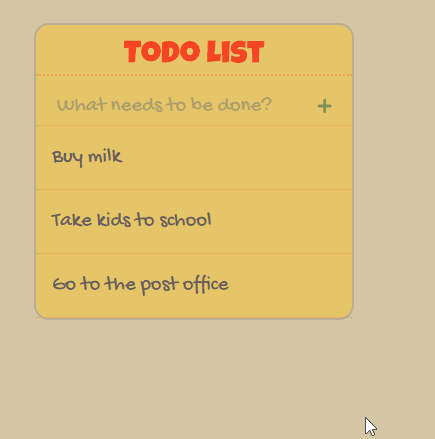 TODO LIST
What needs to be done? +
Buy milk
Take kids to school
Go to the post office